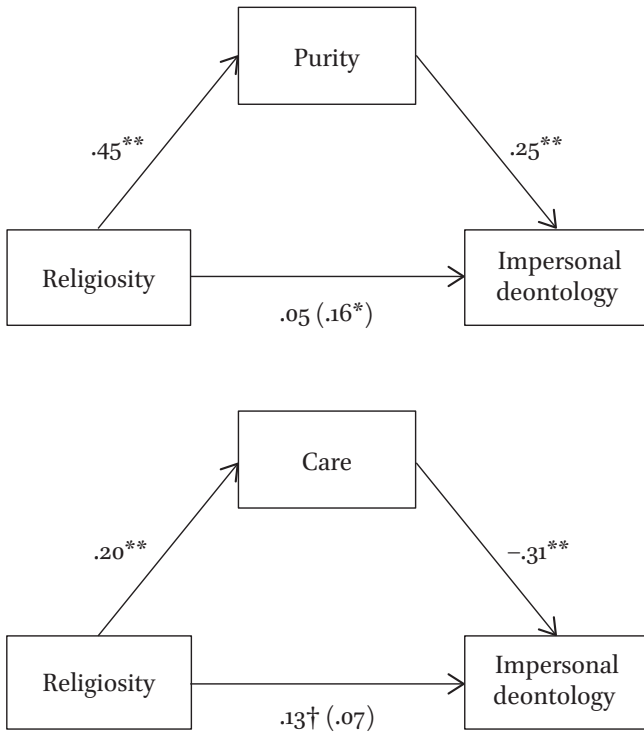 Purity
.45**
.25**
Religiosity
Impersonal
deontology
.05 (.16*)
Care
.20**
–.31**
Religiosity
Impersonal
deontology
.13† (.07)